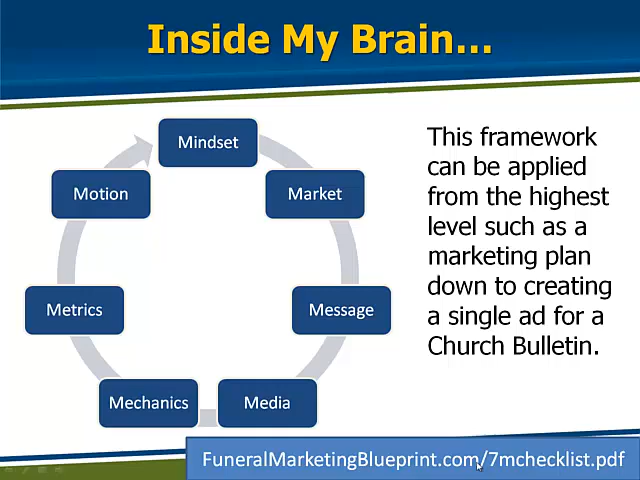 Inside My Brain...
Mindset
Market
Message
Media
Mechanics
Metrics
Motion
This framework
can be applied
from the highest
level such as a
marketing plan
down to creating
a single ad for a
Church Bulletin.
FuneralMarketingBlueprint.com/7mchecklist.pdf